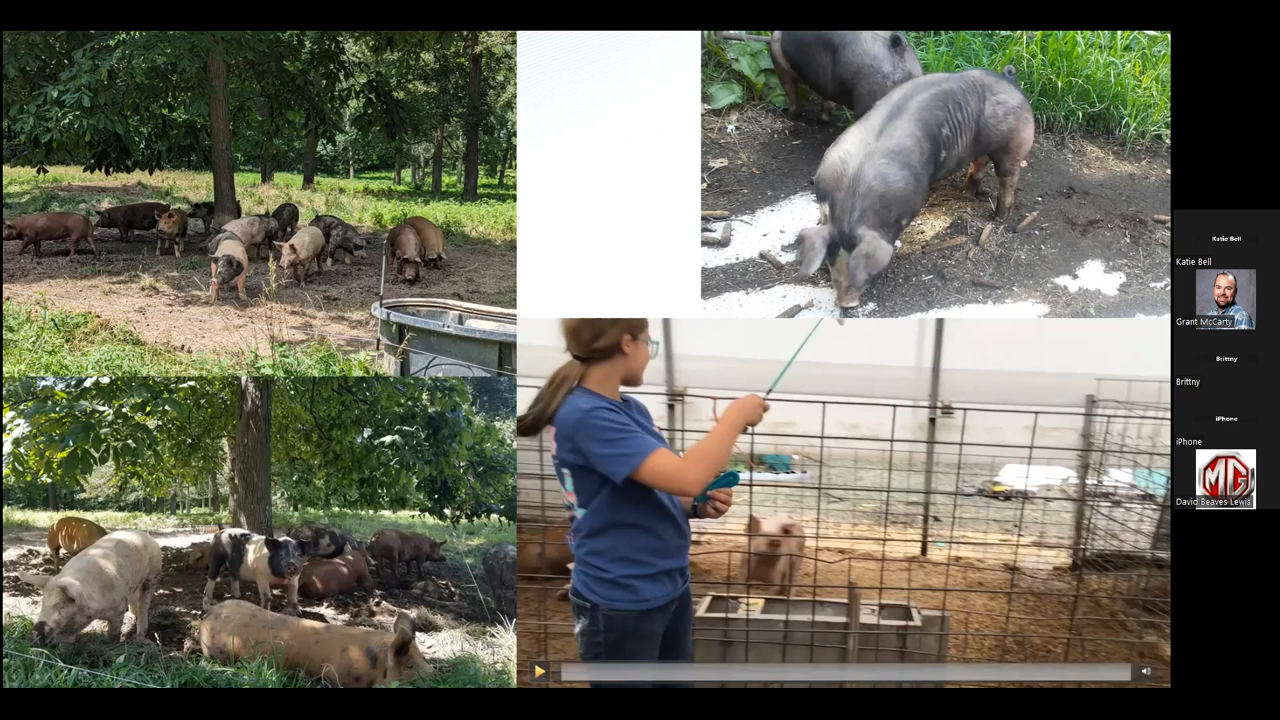 Katie Bell
Katie Bell
Grant McCarty
Brittny
Brittny
iPhone
iPhone
MG
David Beaves-Lewis